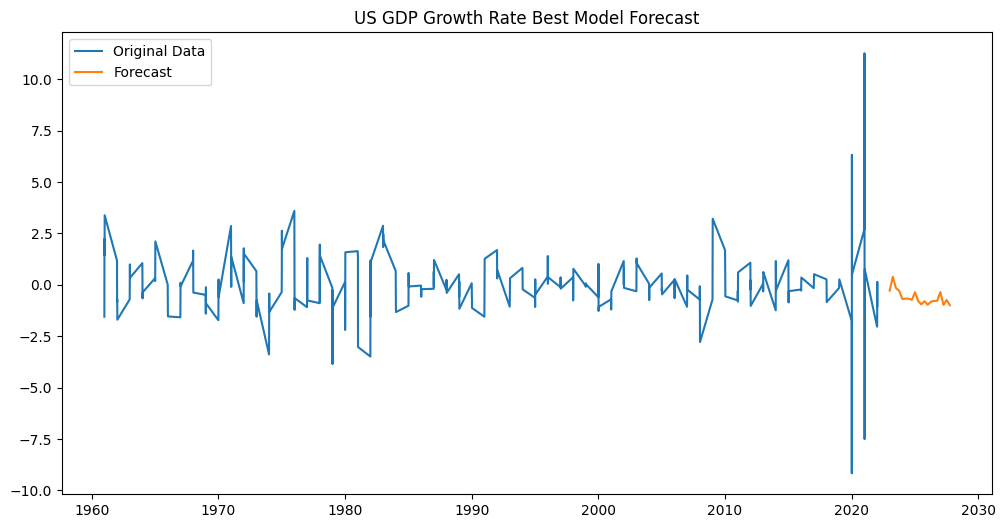 US GDP Growth Rate Best Model Forecast
Original Data
Forecast
10.0
7.5
5.0
2.5
0.0
−2.5
−5.0
−7.5
−10.0
1960 1970 1980 1990 2000 2010 2020 2030